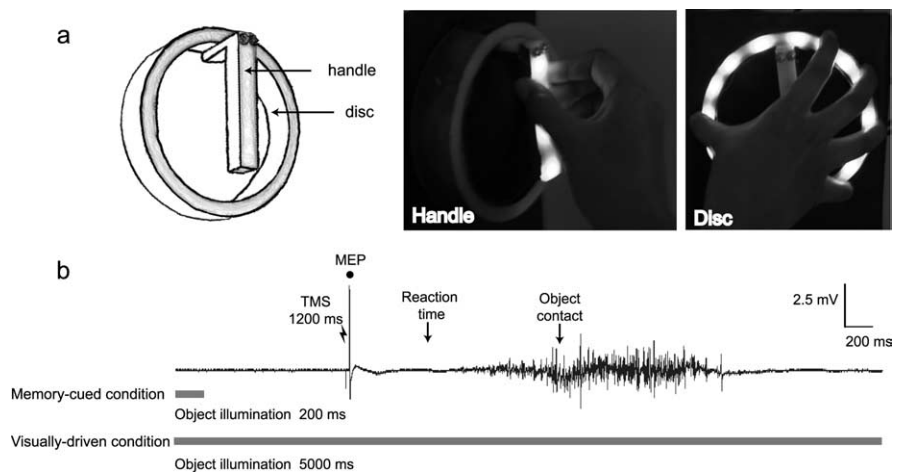 a
handle
disc
Handle
Disc
b
MEP
TMS
1200 ms
Reaction
time
Object
contact
2.5 mV
200 ms
Memory-cued condition
Object illumination 200 ms
Visually-driven condition
Object illumination 5000 ms